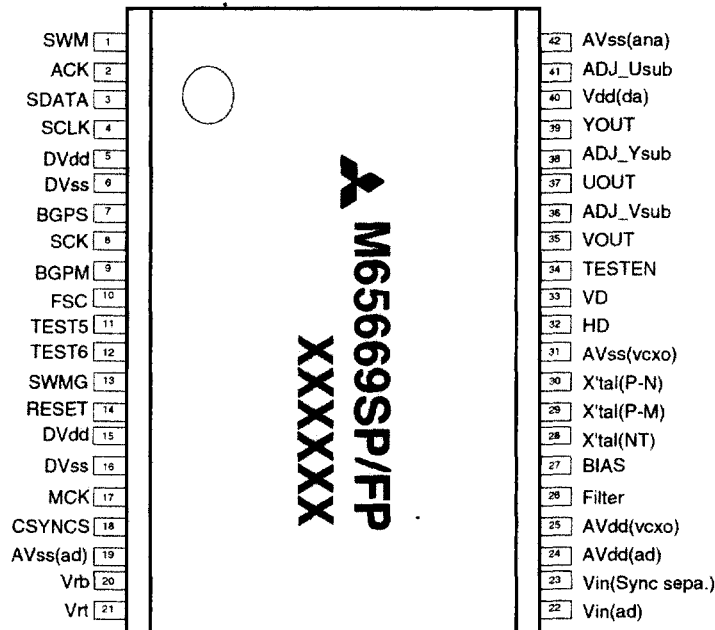 SWM 1
ACK 2
SDATA 3
SCLK 4
DVdd 5
DVss 6
BGPS 7
SCK 8
BGPM 9
FSC 10
TEST5 11
TEST6 12
SWMG 13
RESET 14
DVdd 15
DVss 16
MCK 17
CSYNCS 18
AVss(ad) 19
Vrb 20
Vrt 21
M65669SP/FP
XXXXXX
42 AVss(ana)
41 ADJ_Usub
40 Vdd(da)
39 YOUT
38 ADJ_Ysub
37 UOUT
36 ADJ_Vsub
35 VOUT
34 TESTEN
33 VD
32 HD
31 AVss(vcxo)
30 X'tal(P-N)
29 X'tal(P-M)
28 X'tal(NT)
27 BIAS
26 Filter
25 AVdd(vcxo)
24 AVdd(ad)
23 Vin(Sync sepa.)
22 Vin(ad)